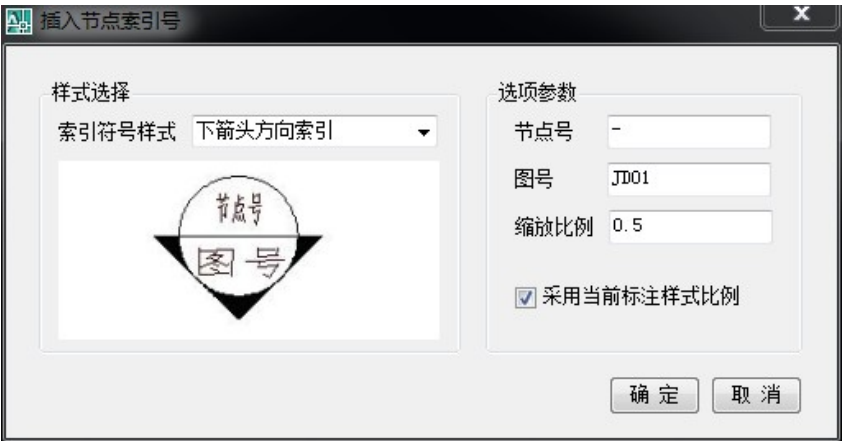 插入节点索引号
样式选择
索引符号样式 下箭头方向索引
节点号
图号
选项参数
节点号 -
图号 JD01
缩放比例 0.5
采用当前标注样式比例
确定 取消